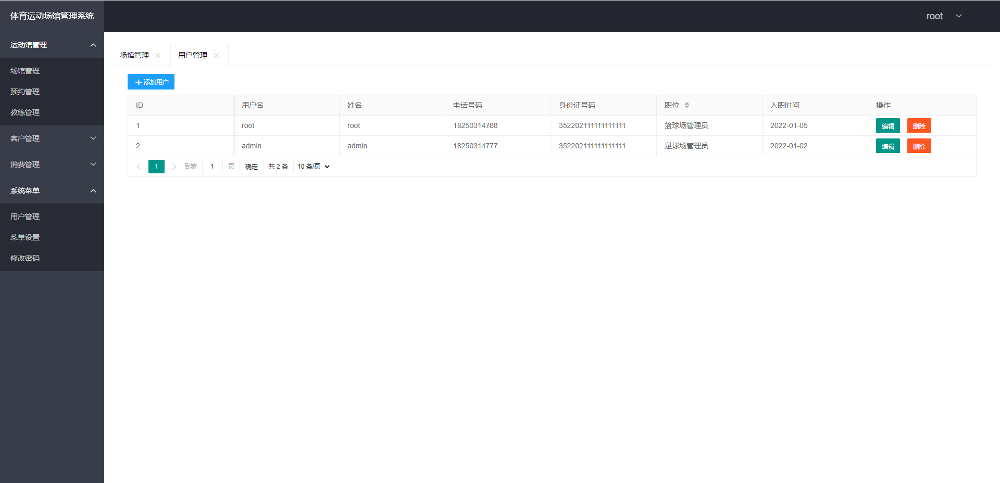 体育运动场馆管理系统
root
运动馆管理
场馆管理
预约管理
教练管理
客户管理
消费管理
系统菜单
用户管理
菜单设置
修改密码
场馆管理 用户管理
添加用户
ID 用户名 姓名 电话号码 身份证号码 职位 入职时间 操作
1 root root 18250314788 352202111111111111 篮球场管理员 2022-01-05 编辑 删除
2 admin admin 18250314777 352202111111111111 足球场管理员 2022-01-02 编辑 删除
1 到第 1 页 确定 共 2 条 10 条/页